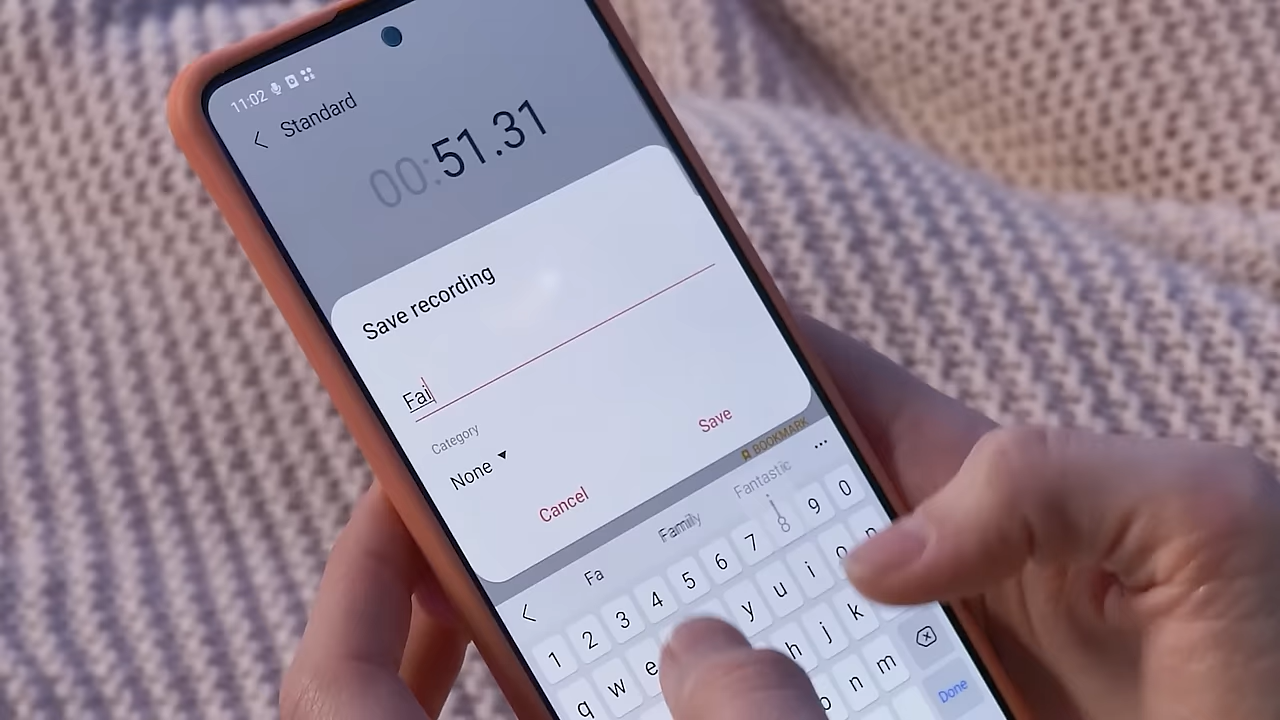 11:02
Standard
00:51.31
Save recording
Fai
Category
None
Cancel
Save
BOOKMARK
Fa
Family
Fantastic
1 2 3 4 5 6 7 8 9 0
q w e y u i o p
h j k
n m
Done